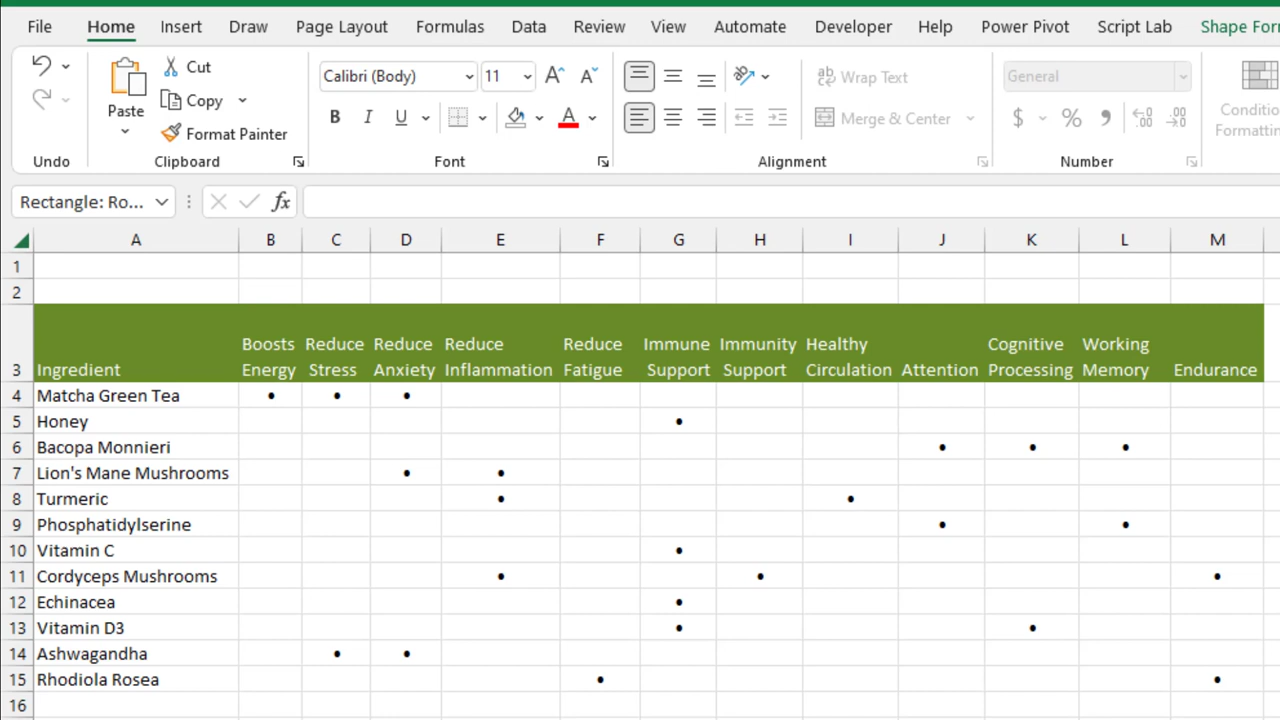 File Home Insert Draw Page Layout Formulas Data Review View Automate Developer Help Power Pivot Script Lab Shape For
Cut
Calibri (Body) 11 A^ A˅ ab Wrap Text General
Paste Copy Format Painter
B I U A Merge & Center $ % 9 .00 .00 Conditio
Formattin
Undo Clipboard Font Alignment Number
Rectangle: Ro... fx
A B C D E F G H I J K L M
1
2
3 Ingredient Boosts Energy Reduce Stress Reduce Anxiety Reduce Inflammation Reduce Fatigue Immune Support Immunity Support Healthy Circulation Attention Cognitive Processing Working Memory Endurance
4 Matcha Green Tea • • •
5 Honey •
6 Bacopa Monnieri • • •
7 Lion's Mane Mushrooms • •
8 Turmeric • •
9 Phosphatidylserine • •
10 Vitamin C •
11 Cordyceps Mushrooms • • •
12 Echinacea •
13 Vitamin D3 • •
14 Ashwagandha • •
15 Rhodiola Rosea • •
16